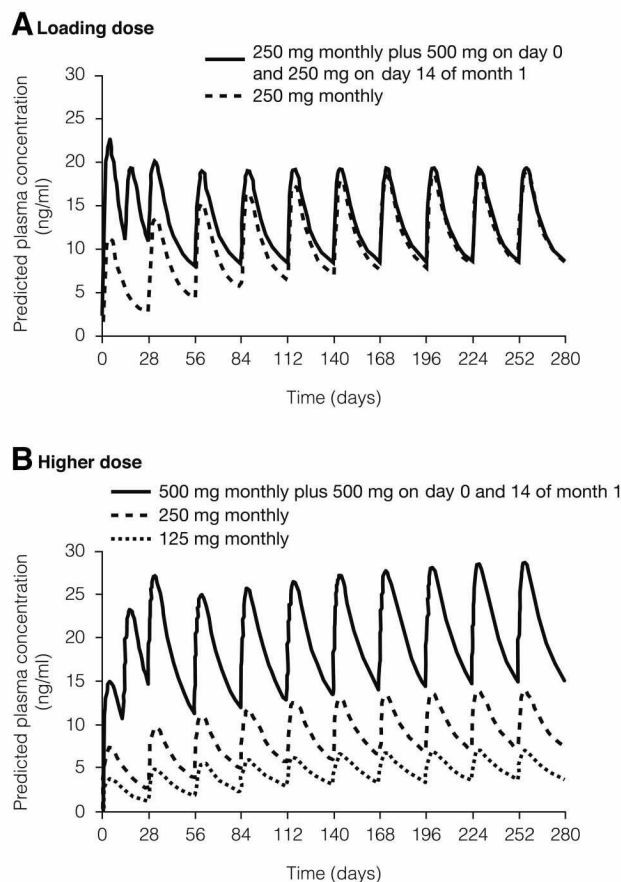 A Loading dose
250 mg monthly plus 500 mg on day 0
and 250 mg on day 14 of month 1
250 mg monthly
Predicted plasma concentration
(ng/ml)
30
25
20
15
10
5
0
0 28 56 84 112 140 168 196 224 252 280
Time (days)
B Higher dose
500 mg monthly plus 500 mg on day 0 and 14 of month 1
250 mg monthly
125 mg monthly
Predicted plasma concentration
(ng/ml)
30
25
20
15
10
5
0
0 28 56 84 112 140 168 196 224 252 280
Time (days)